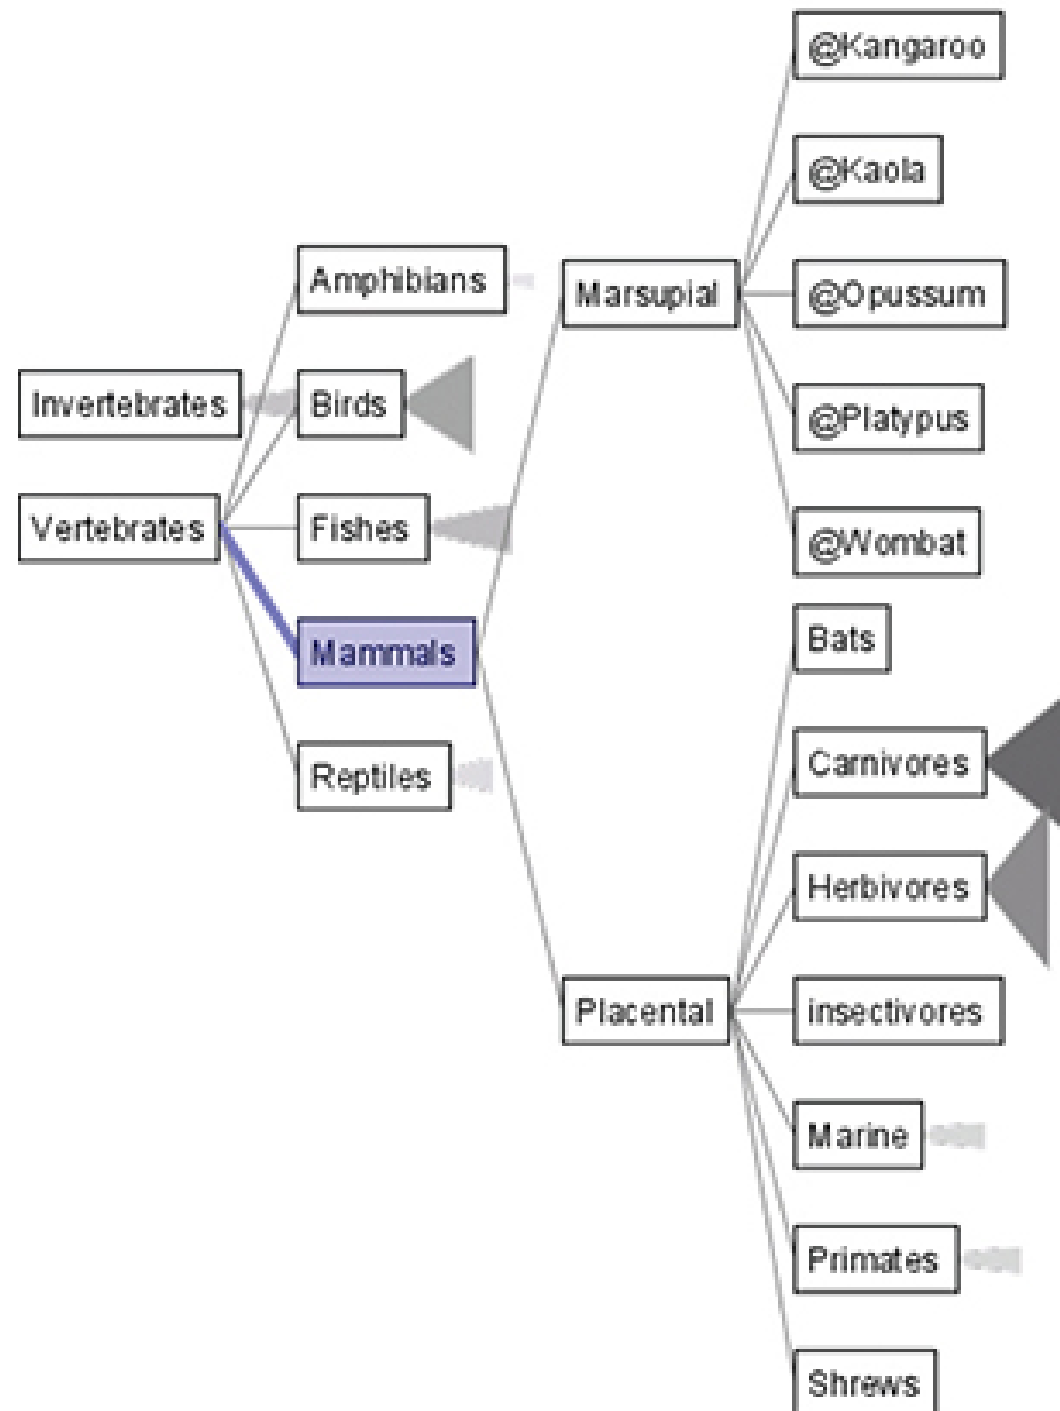 Invertebrates
Vertebrates
Amphibians
Birds
Fishes
Mammals
Reptiles
Marsupial
Placental
@Kangaroo
@Kaola
@Opussum
@Platypus
@Wombat
Bats
Carnivores
Herbivores
insectivores
Marine
Primates
Shrews